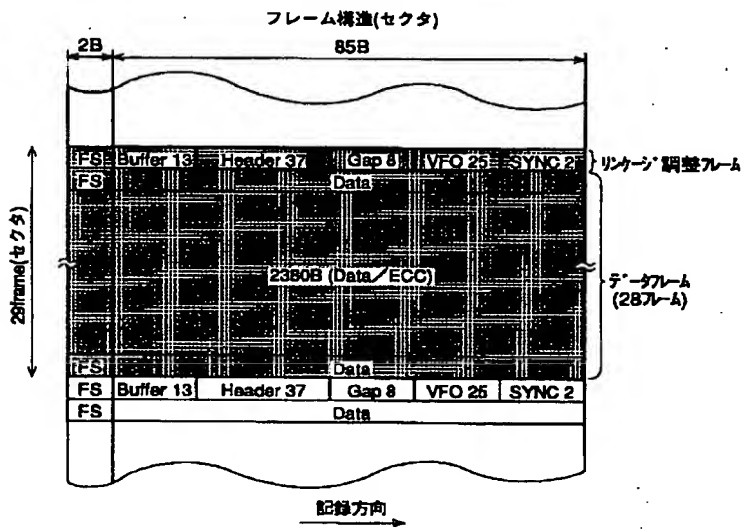 フレーム構造(セクタ)
2B 85B
FS Buffer 13 Header 37 Gap 8 VFO 25 SYNC 2 リンケージ調整フレーム
FS Data
29frame(セクタ)
2380B (Data/ECC)
データフレーム
(28フレーム)
FS Data
FS Buffer 13 Header 37 Gap 8 VFO 25 SYNC 2
FS Data
記録方向